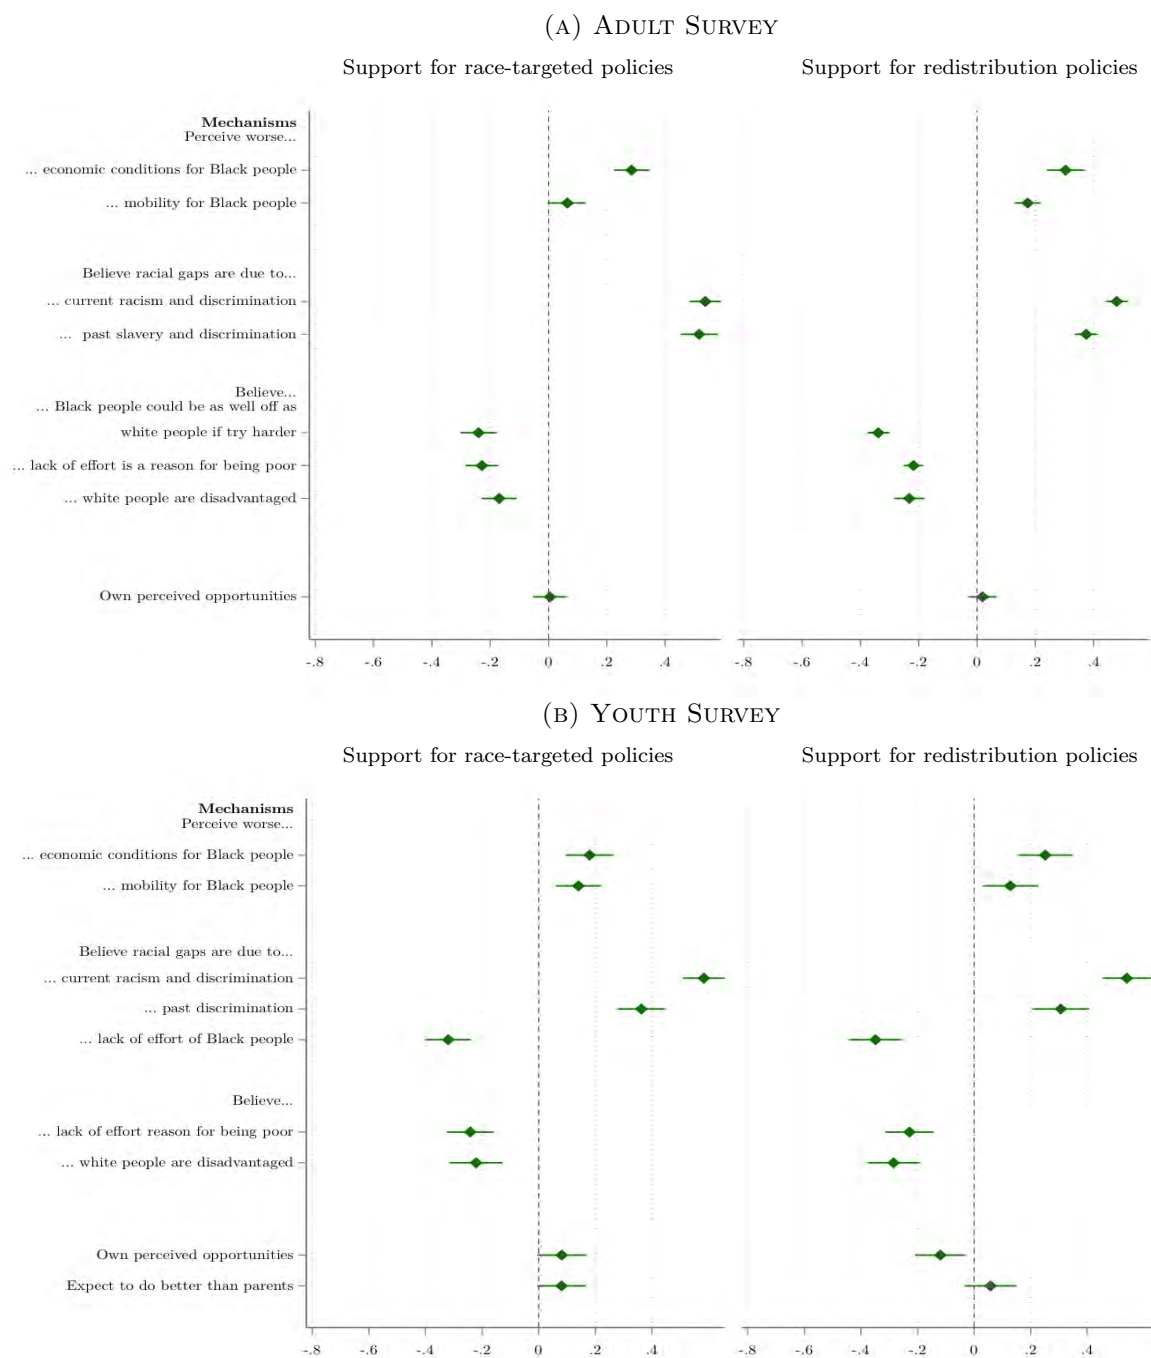 (A) ADULT SURVEY
Support for race-targeted policies
Support for redistribution policies
Mechanisms
Perceive worse...
... economic conditions for Black people
... mobility for Black people
Believe racial gaps are due to...
... current racism and discrimination
... past slavery and discrimination
Believe...
... Black people could be as well off as
white people if try harder
... lack of effort is a reason for being poor
... white people are disadvantaged
Own perceived opportunities
-.8 -.6 -.4 -.2 0 .2 .4
-.8 -.6 -.4 -.2 0 .2 .4
(B) YOUTH SURVEY
Support for race-targeted policies
Support for redistribution policies
Mechanisms
Perceive worse...
... economic conditions for Black people
... mobility for Black people
Believe racial gaps are due to...
... current racism and discrimination
... past discrimination
... lack of effort of Black people
Believe...
... lack of effort reason for being poor
... white people are disadvantaged
Own perceived opportunities
Expect to do better than parents
-.8 -.6 -.4 -.2 0 .2 .4
-.8 -.6 -.4 -.2 0 .2 .4